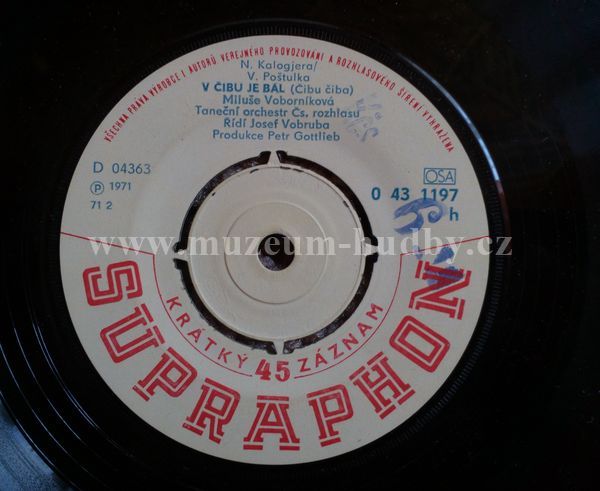 VŠECHNA PRÁVA VÝROBCE I AUTORŮ VEREJNÉHO PROVOZOVÁNÍ A ROZHLASOVÉHO ŠÍŘENÍ VYHRAŽENA
N. Kalogjera/
V. Poštulka
V ČIBU JE BÁL (Čibu čiba)
Miluše Voborníková
Taneční orchestr Čs. rozhlasu
Řídí Josef Vobruba
Produkce Petr Gottlieb
D 04363
Ⓟ 1971
71 2
OSA
0 43 1197
h
www.muzeum-hudby.cz
KRÁTKÝ 45 ZÁZNAM
SUPRAPHON